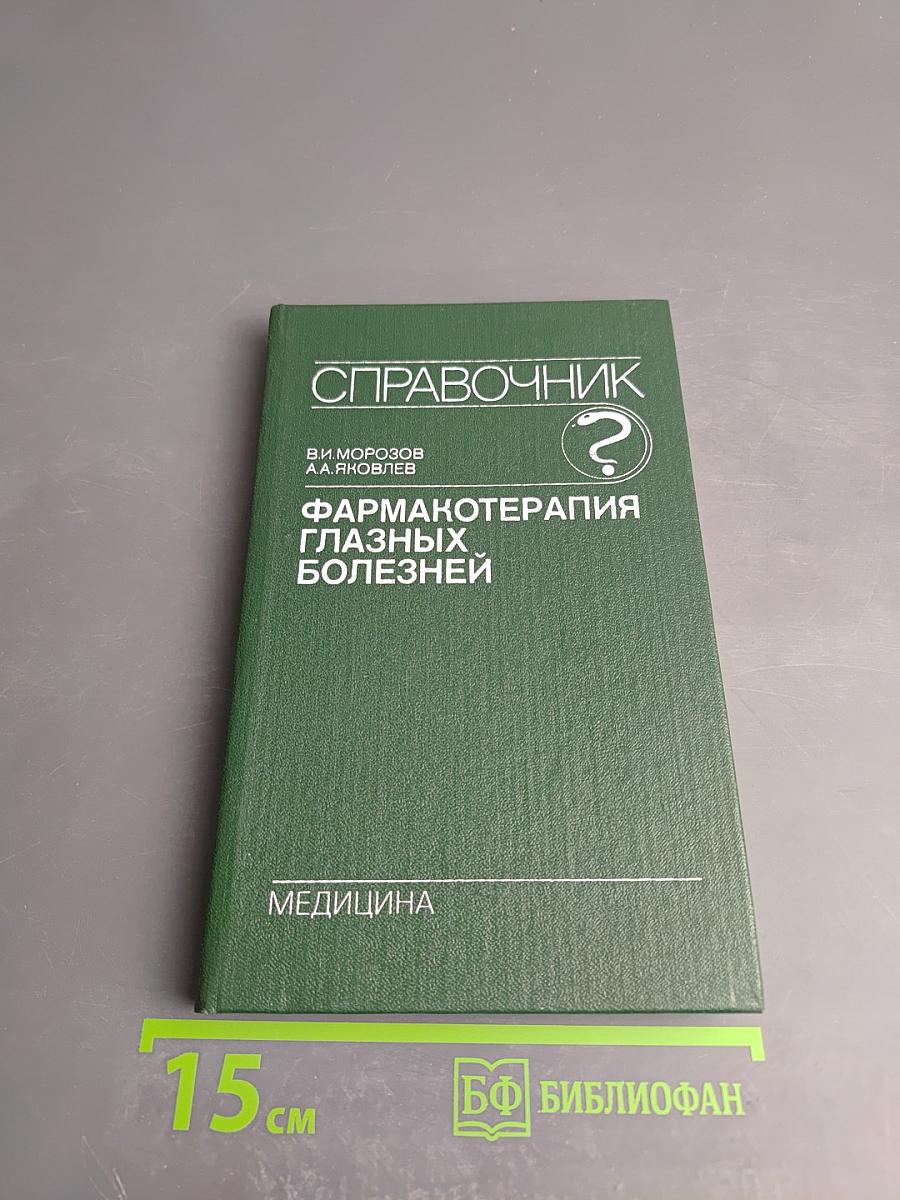 СПРАВОЧНИК
В.И.МОРОЗОВ
А.А.ЯКОВЛЕВ
ФАРМАКОТЕРАПИЯ
ГЛАЗНЫХ
БОЛЕЗНЕЙ
МЕДИЦИНА
15 см
БФ БИБЛИОФАН